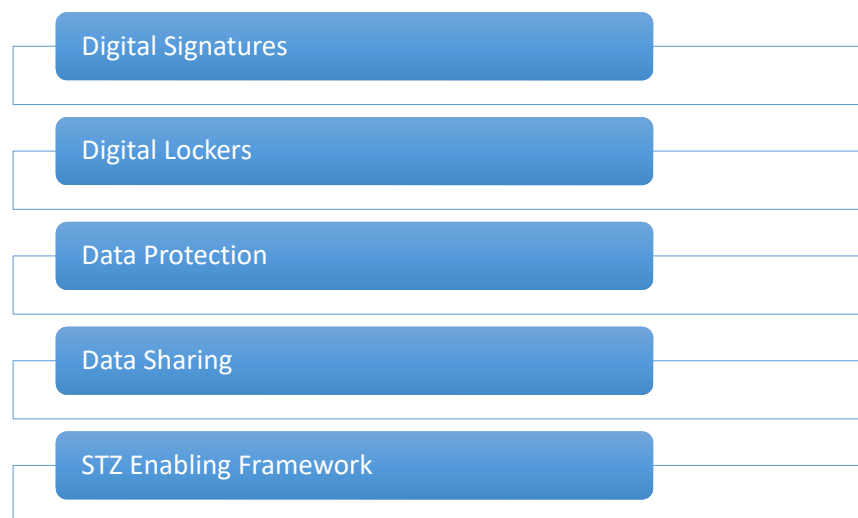 Digital Signatures
Digital Lockers
Data Protection
Data Sharing
STZ Enabling Framework